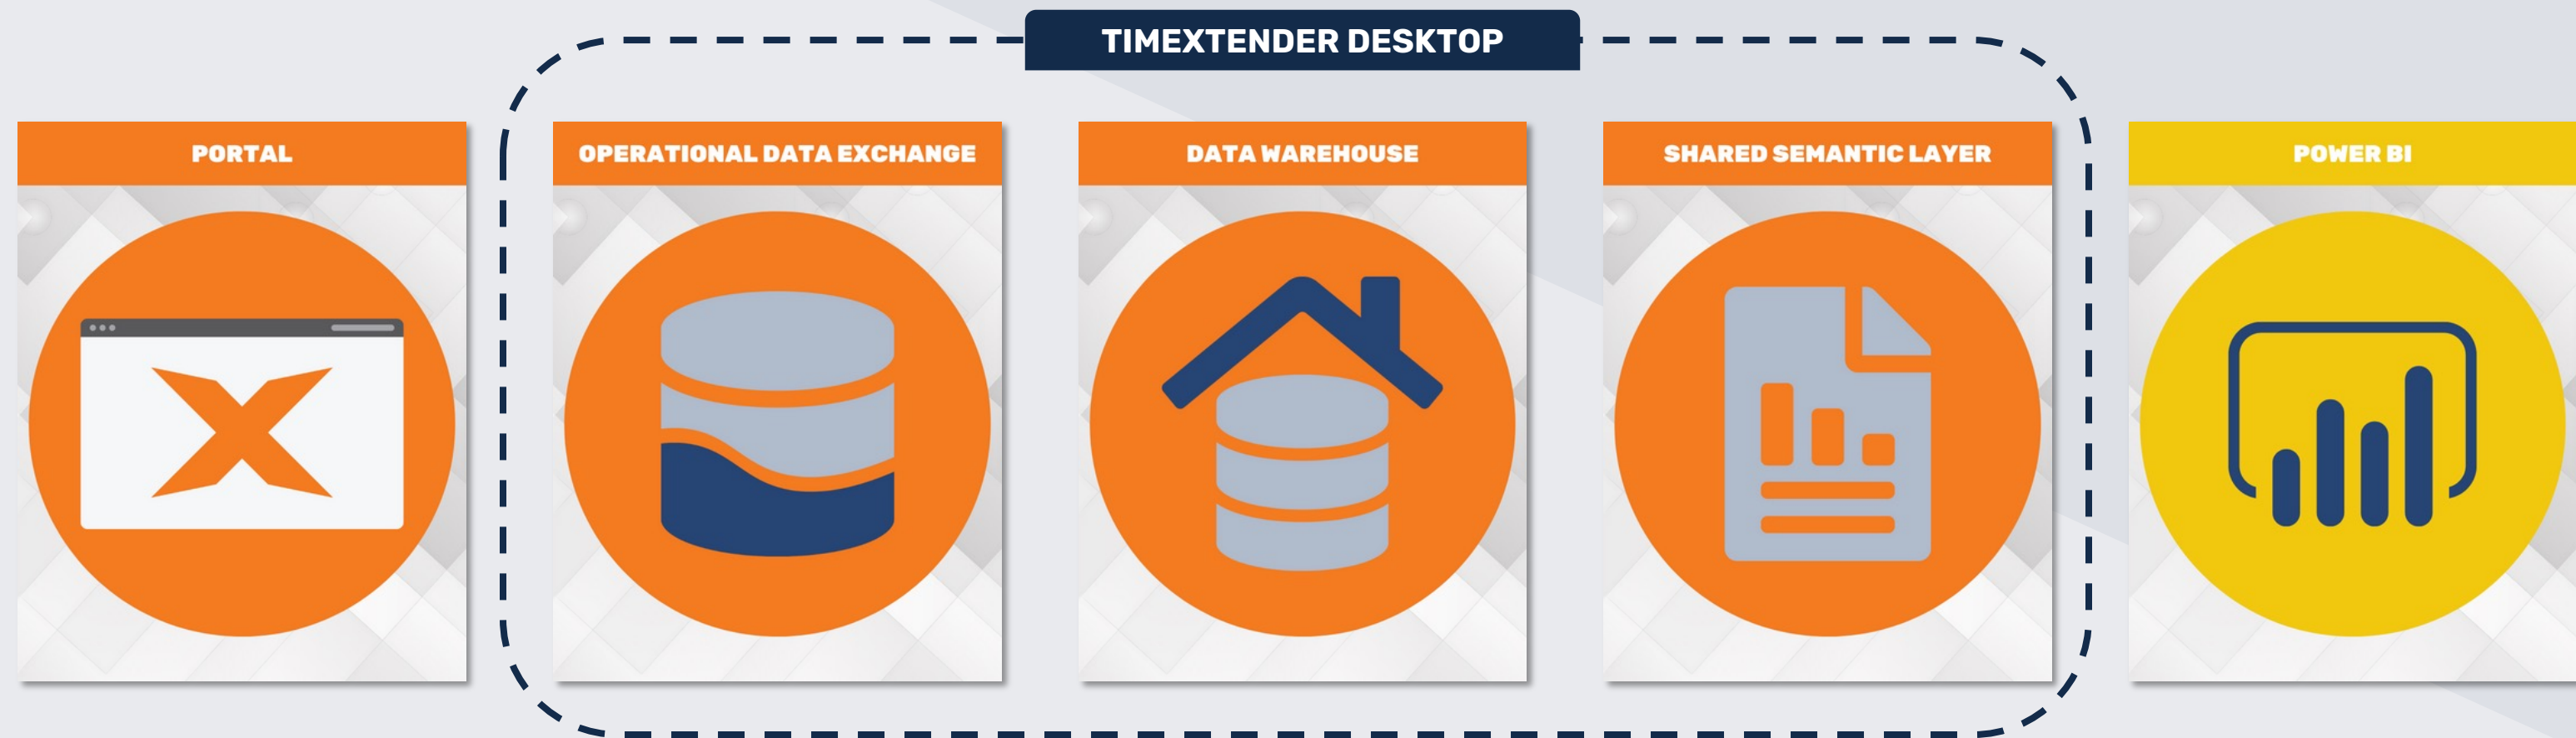 TIMEXTENDER DESKTOP
PORTAL
OPERATIONAL DATA EXCHANGE
DATA WAREHOUSE
SHARED SEMANTIC LAYER
POWER BI